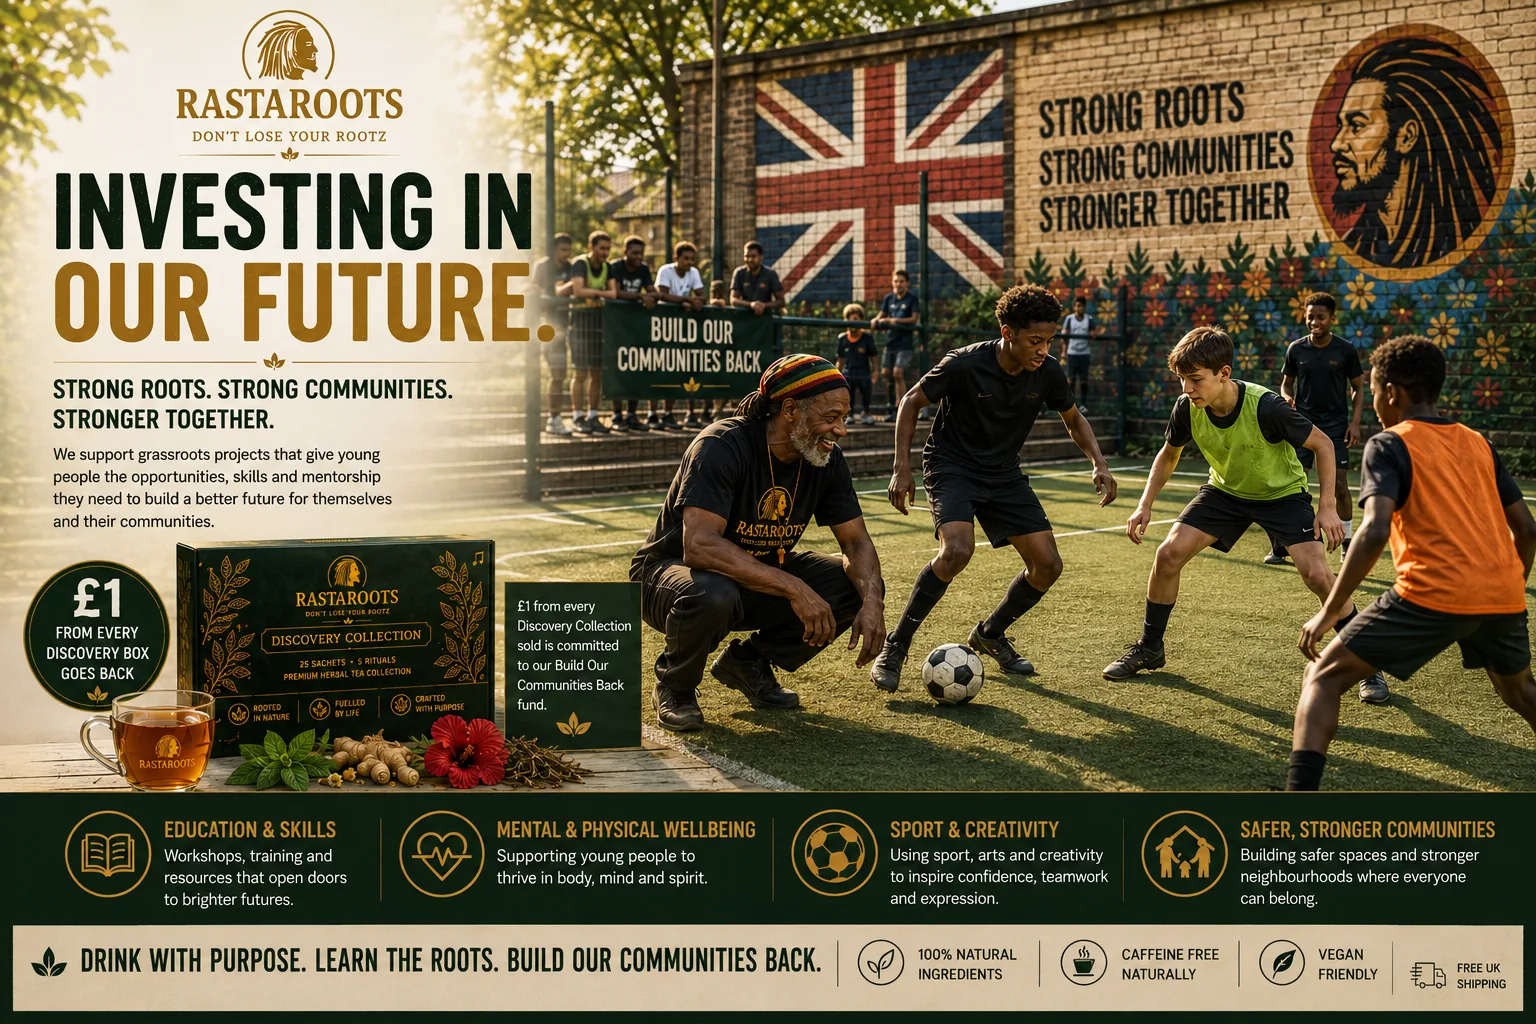 RASTAROOTS
DON'T LOSE YOUR ROOTZ
INVESTING IN
OUR FUTURE.
STRONG ROOTS. STRONG COMMUNITIES.
STRONGER TOGETHER.
We support grassroots projects that give young
people the opportunities, skills and mentorship
they need to build a better future for themselves
and their communities.
£1
FROM EVERY
DISCOVERY BOX
GOES BACK
RASTAROOTS
DON'T LOSE YOUR ROOTZ
DISCOVERY COLLECTION
25 SACHETS • 5 RITUALS
PREMIUM HERBAL TEA COLLECTION
ROOTED
IN NATURE
FUELLED
BY LIFE
CRAFTED
WITH PURPOSE
RASTAROOTS
£1 from every
Discovery Collection
sold is committed
to our Build Our
Communities Back
fund.
STRONG ROOTS
STRONG COMMUNITIES
STRONGER TOGETHER
BUILD OUR
COMMUNITIES BACK
RASTAROOTS
EDUCATION & SKILLS
Workshops, training and
resources that open doors
to brighter futures.
MENTAL & PHYSICAL WELLBEING
Supporting young people to
thrive in body, mind and spirit.
SPORT & CREATIVITY
Using sport, arts and creativity
to inspire confidence, teamwork
and expression.
SAFER, STRONGER COMMUNITIES
Building safer spaces and stronger
neighbourhoods where everyone
can belong.
DRINK WITH PURPOSE. LEARN THE ROOTS. BUILD OUR COMMUNITIES BACK.
100% NATURAL
INGREDIENTS
CAFFEINE FREE
NATURALLY
VEGAN
FRIENDLY
FREE UK
SHIPPING